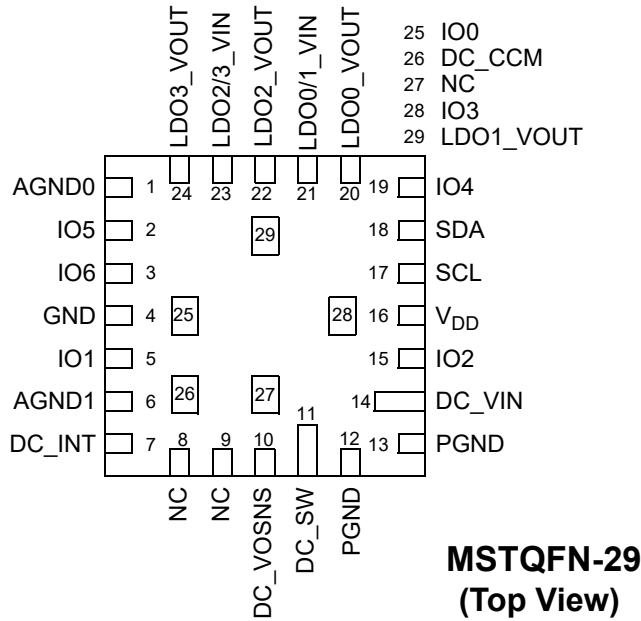 LDO3_VOUT
LDO2/3_VIN
LDO2_VOUT
LDO0/1_VIN
LDO0_VOUT
25 IO0
26 DC_CCM
27 NC
28 IO3
29 LDO1_VOUT
24 23 22 21 20
AGND0 1 19 IO4
IO5 2 29 18 SDA
IO6 3 17 SCL
GND 4 25 28 16 VDD
IO1 5 15 IO2
AGND1 6 26 27 14 DC_VIN
DC_INT 7 8 9 10 11 12 13 PGND
NC
NC
DC_VOSNS
DC_SW
PGND
MSTQFN-29
(Top View)